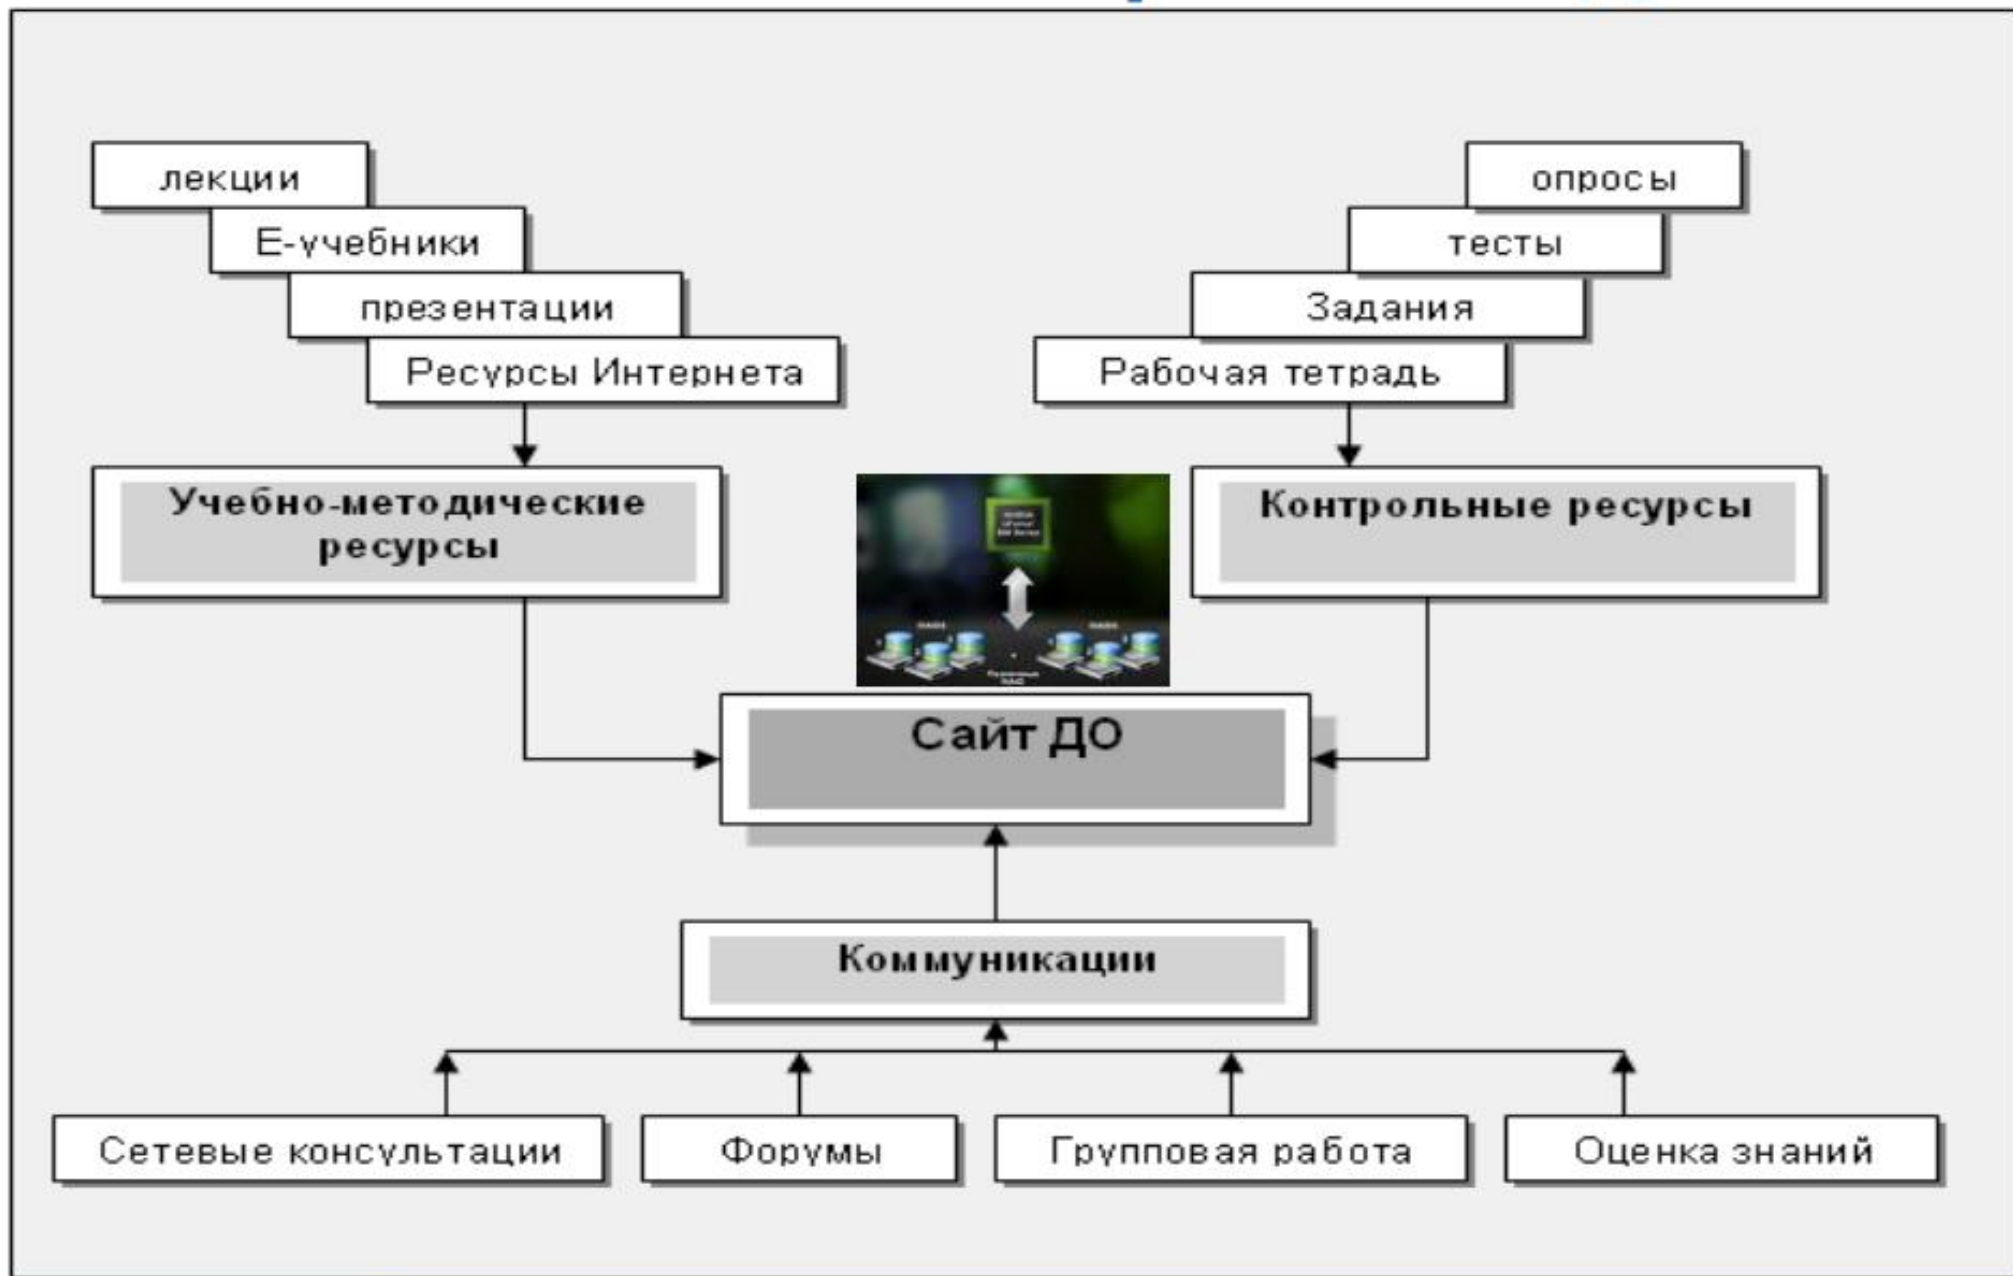 лекции
Е-учебники
презентации
Ресурсы Интернета
опросы
тесты
Задания
Рабочая тетрадь
Учебно-методические
ресурсы
Контрольные ресурсы
Сайт ДО
Коммуникации
Сетевые консультации
Форумы
Групповая работа
Оценка знаний